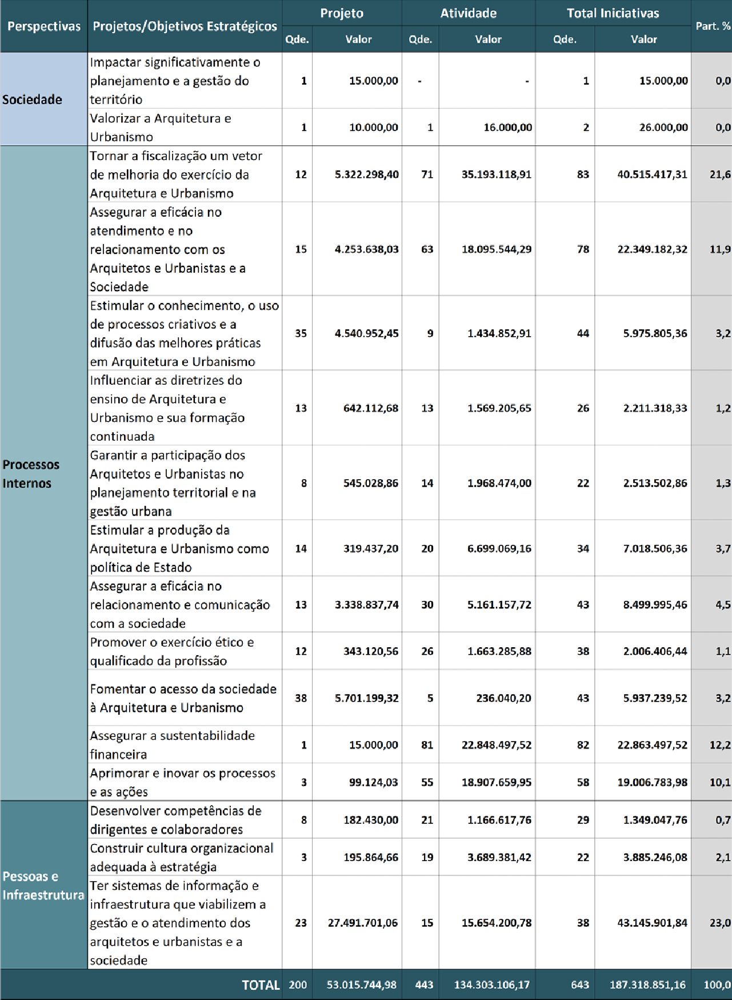 Perspectivas Projetos/Objetivos Estratégicos Projeto Atividade Total Iniciativas Part. %
Qde. Valor Qde. Valor Qde. Valor
Sociedade
Impactar significativamente o
planejamento e a gestão do
território
1 15.000,00 - - 1 15.000,00 0,0
Valorizar a Arquitetura e
Urbanismo
1 10.000,00 1 16.000,00 2 26.000,00 0,0
Processos
Internos
Tornar a fiscalização um vetor
de melhoria do exercício da
Arquitetura e Urbanismo
12 5.322.298,40 71 35.193.118,91 83 40.515.417,31 21,6
Assegurar a eficácia no
atendimento e no
relacionamento com os
Arquitetos e Urbanistas e a
Sociedade
15 4.253.638,03 63 18.095.544,29 78 22.349.182,32 11,9
Estimular o conhecimento, o uso
de processos criativos e a
difusão das melhores práticas
em Arquitetura e Urbanismo
35 4.540.952,45 9 1.434.852,91 44 5.975.805,36 3,2
Influenciar as diretrizes do
ensino de Arquitetura e
Urbanismo e sua formação
continuada
13 642.112,68 13 1.569.205,65 26 2.211.318,33 1,2
Garantir a participação dos
Arquitetos e Urbanistas no
planejamento territorial e na
gestão urbana
8 545.028,86 14 1.968.474,00 22 2.513.502,86 1,3
Estimular a produção da
Arquitetura e Urbanismo como
política de Estado
14 319.437,20 20 6.699.069,16 34 7.018.506,36 3,7
Assegurar a eficácia no
relacionamento e comunicação
com a sociedade
13 3.338.837,74 30 5.161.157,72 43 8.499.995,46 4,5
Promover o exercício ético e
qualificado da profissão
12 343.120,56 26 1.663.285,88 38 2.006.406,44 1,1
Fomentar o acesso da sociedade
à Arquitetura e Urbanismo
38 5.701.199,32 5 236.040,20 43 5.937.239,52 3,2
Assegurar a sustentabilidade
financeira
1 15.000,00 81 22.848.497,52 82 22.863.497,52 12,2
Aprimorar e inovar os processos
e as ações
3 99.124,03 55 18.907.659,95 58 19.006.783,98 10,1
Pessoas e
Infraestrutura
Desenvolver competências de
dirigentes e colaboradores
8 182.430,00 21 1.166.617,76 29 1.349.047,76 0,7
Construir cultura organizacional
adequada à estratégia
3 195.864,66 19 3.689.381,42 22 3.885.246,08 2,1
Ter sistemas de informação e
infraestrutura que viabilizem a
gestão e o atendimento dos
arquitetos e urbanistas e a
sociedade
23 27.491.701,06 15 15.654.200,78 38 43.145.901,84 23,0
TOTAL 200 53.015.744,98 443 134.303.106,17 643 187.318.851,16 100,0